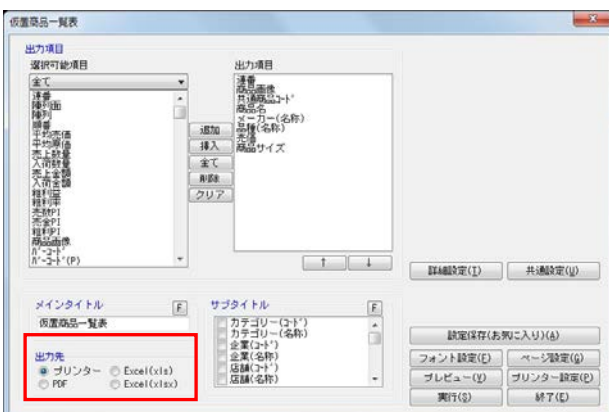 仮置商品一覧表
出力項目
選択可能項目
全て
連番
陳列面
陳列
順番
平均売価
平均原価
売上数量
入荷数量
売上金額
入荷金額
粗利益
粗利率
売数PI
売金PI
粗利PI
商品画像
バーコード
バーコード(P)
追加
挿入
全て
削除
クリア
出力項目
連番
商品画像
共通商品コード
商品名
メーカー(名称)
品種(名称)
売価
商品サイズ
↑
↓
詳細設定(I)
共通設定(U)
メインタイトル
F
仮置商品一覧表
サブタイトル
F
カテゴリー(コード)
カテゴリー(名称)
企業(コード)
企業(名称)
店舗(コード)
店舗(名称)
出力先
プリンター
Excel(xls)
PDF
Excel(xlsx)
設定保存(お気に入り)(A)
フォント設定(F)
ページ設定(G)
プレビュー(V)
プリンター設定(P)
実行(S)
終了(E)